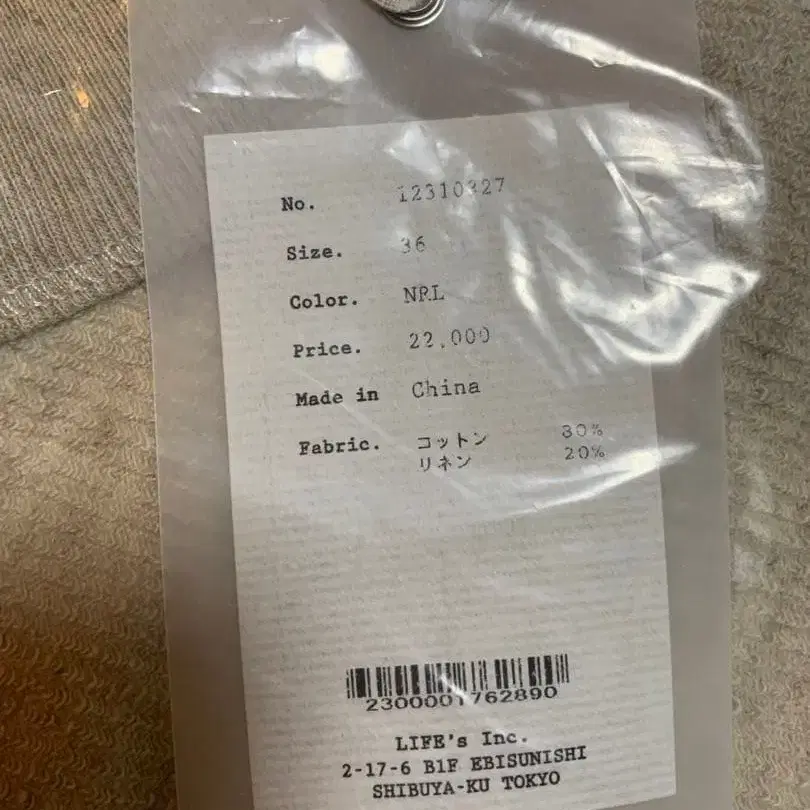 No. 12310327
Size. 36
Color. NRL
Price. 22,000
Made in China
Fabric. コットン 80%
リネン 20%
2300001762890
LIFE's Inc.
2-17-6 B1F EBISUNISHI
SHIBUYA-KU TOKYO